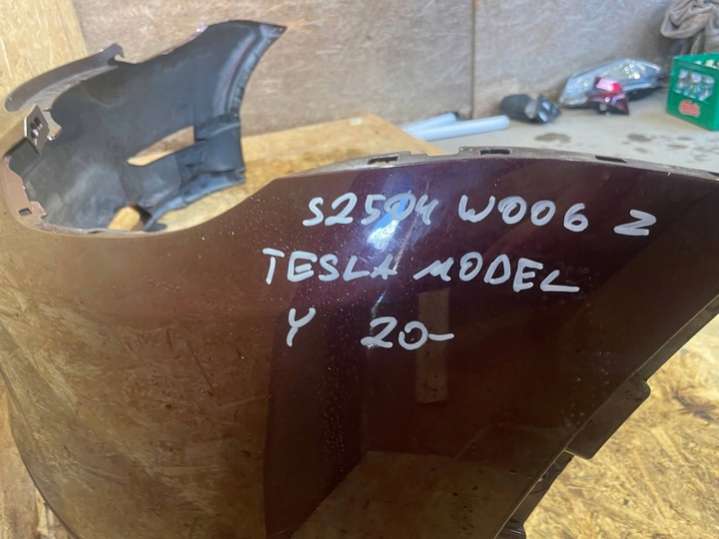 S2504 W006 Z
TESLA MODEL
Y 20-